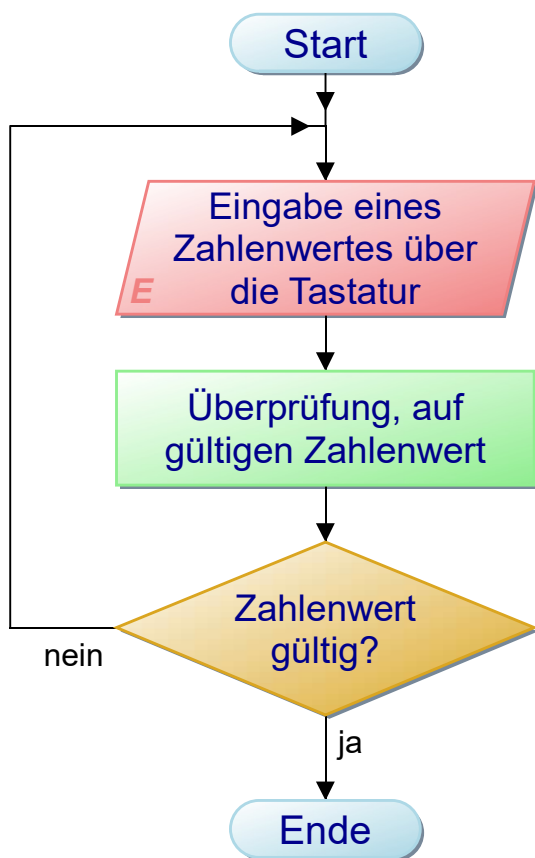 Start
Eingabe eines
Zahlenwertes über
die Tastatur
E
Überprüfung, auf
gültigen Zahlenwert
Zahlenwert
gültig?
nein
ja
Ende